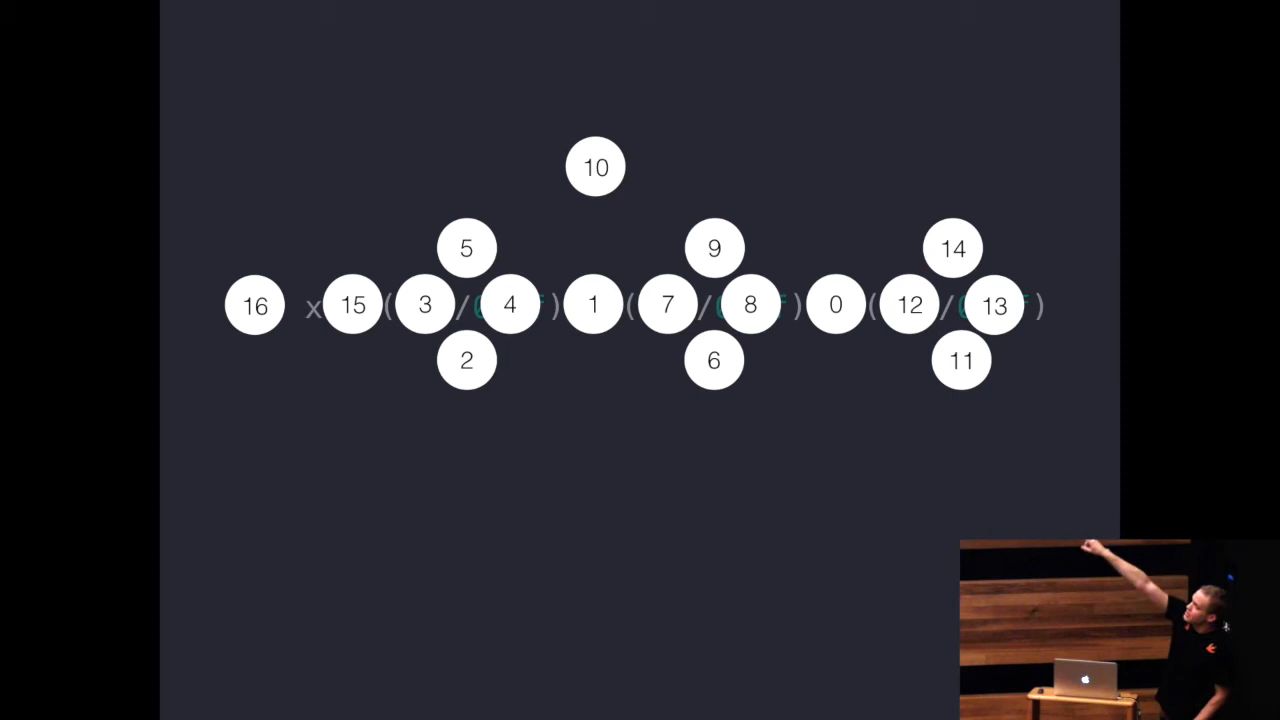 10
5 9 14
16 x 15 ( 3 / 4 ) 1 ( 7 / 8 ) 0 ( 12 / 13 )
2 6 11